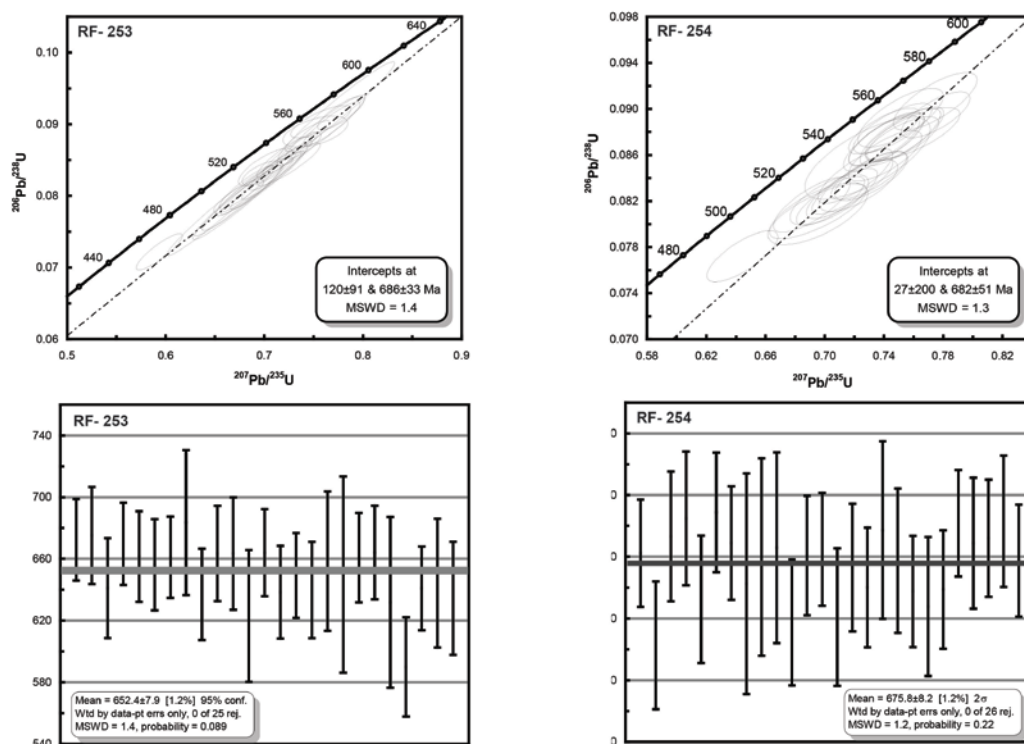 RF- 253
0.10
0.09
0.08
0.07
0.06
0.5
0.6
0.7
0.8
0.9
440
480
520
560
600
640
206Pb/238U
207Pb/235U
Intercepts at
120±91 & 686±33 Ma
MSWD = 1.4
RF- 254
0.098
0.094
0.090
0.086
0.082
0.078
0.074
0.070
0.58
0.62
0.66
0.70
0.74
0.78
0.82
480
500
520
540
560
580
600
206Pb/238U
207Pb/235U
Intercepts at
27±200 & 682±51 Ma
MSWD = 1.3
RF- 253
740
700
660
620
580
540
Mean = 652.4±7.9 [1.2%] 95% conf.
Wtd by data-pt errs only, 0 of 25 rej.
MSWD = 1.4, probability = 0.089
RF- 254
0
0
0
0
0
0
Mean = 675.8±8.2 [1.2%] 2σ
Wtd by data-pt errs only, 0 of 26 rej.
MSWD = 1.2, probability = 0.22